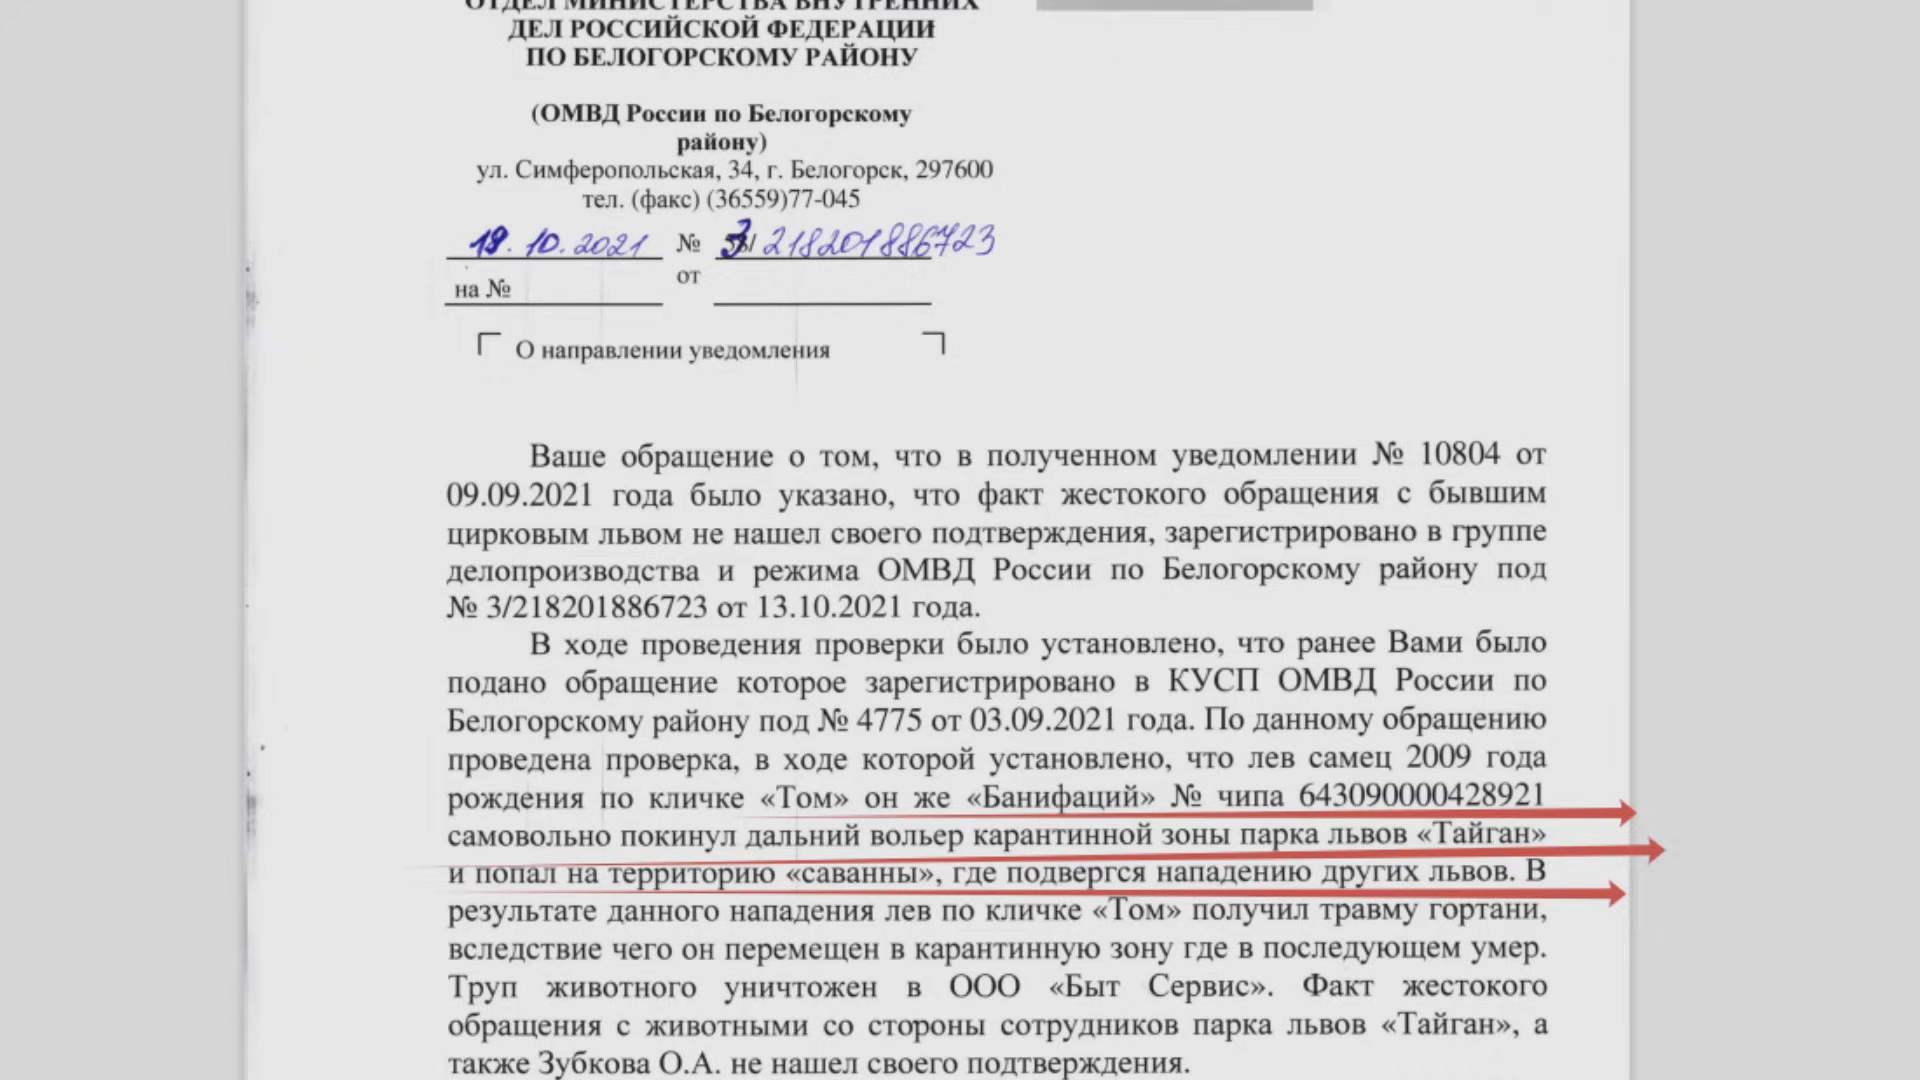 ОТДЕЛ МИНИСТЕРСТВА ВНУТРЕННИХ
ДЕЛ РОССИЙСКОЙ ФЕДЕРАЦИИ
ПО БЕЛОГОРСКОМУ РАЙОНУ
(ОМВД России по Белогорскому
району)
ул. Симферопольская, 34, г. Белогорск, 297600
тел. (факс) (36559)77-045
19.10.2021 № 3/218201886723
на № от
О направлении уведомления
Ваше обращение о том, что в полученном уведомлении № 10804 от
09.09.2021 года было указано, что факт жестокого обращения с бывшим
цирковым львом не нашел своего подтверждения, зарегистрировано в группе
делопроизводства и режима ОМВД России по Белогорскому району под
№ 3/218201886723 от 13.10.2021 года.
В ходе проведения проверки было установлено, что ранее Вами было
подано обращение которое зарегистрировано в КУСП ОМВД России по
Белогорскому району под № 4775 от 03.09.2021 года. По данному обращению
проведена проверка, в ходе которой установлено, что лев самец 2009 года
рождения по кличке «Том» он же «Банифаций» № чипа 643090000428921
самовольно покинул дальний вольер карантинной зоны парка львов «Тайган»
и попал на территорию «саванны», где подвергся нападению других львов. В
результате данного нападения лев по кличке «Том» получил травму гортани,
вследствие чего он перемещен в карантинную зону где в последующем умер.
Труп животного уничтожен в ООО «Быт Сервис». Факт жестокого
обращения с животными со стороны сотрудников парка львов «Тайган», а
также Зубкова О.А. не нашел своего подтверждения.